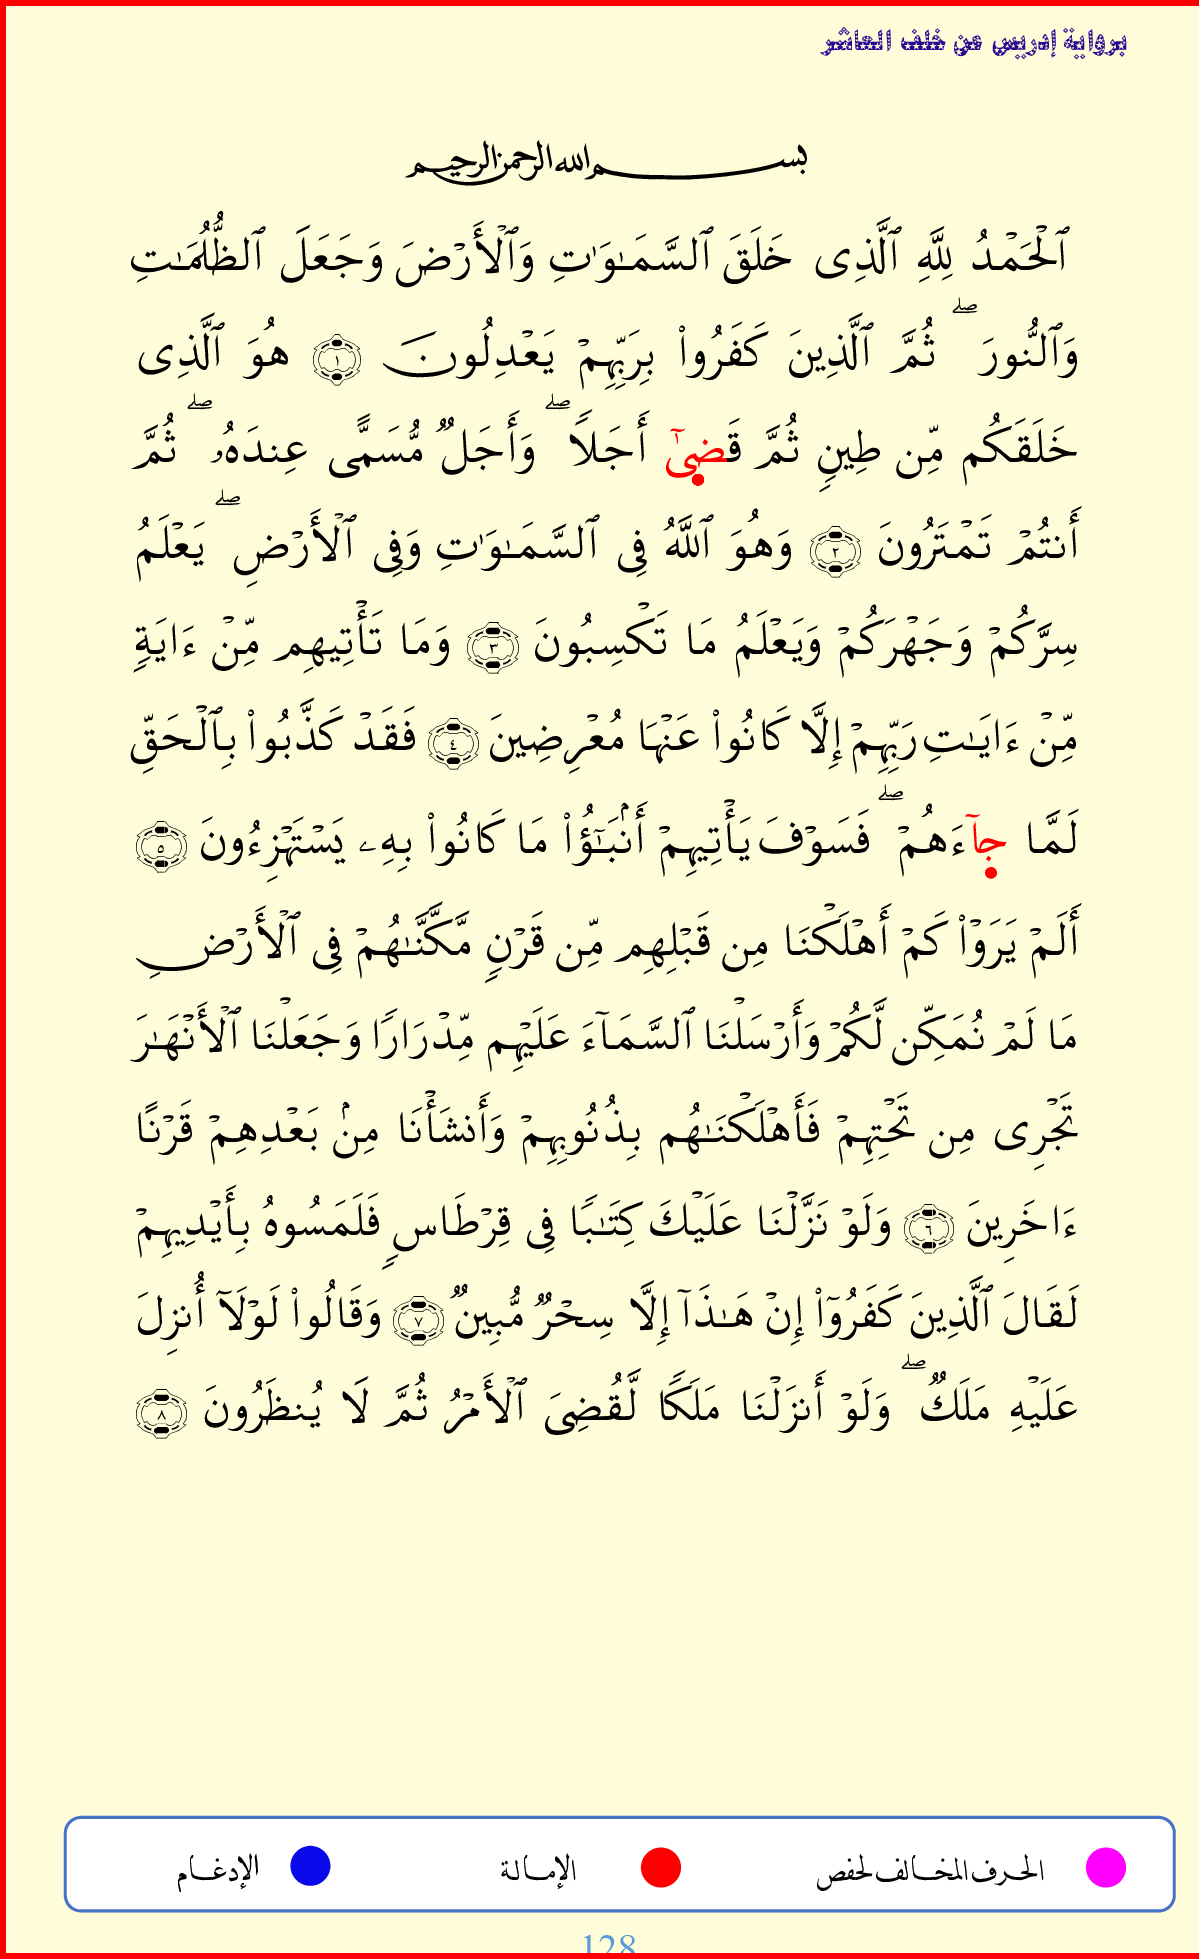 برواية إدريس عن خلف العاشر
بسم الله الرحمن الرحيم
ٱلْحَمْدُ لِلَّهِ ٱلَّذِى خَلَقَ ٱلسَّمَـٰوَٰتِ وَٱلْأَرْضَ وَجَعَلَ ٱلظُّلُمَـٰتِ
وَٱلنُّورَ ۖ ثُمَّ ٱلَّذِينَ كَفَرُوا۟ بِرَبِّهِمْ يَعْدِلُونَ ١ هُوَ ٱلَّذِى
خَلَقَكُم مِّن طِينٍ ثُمَّ قَضِىٰٓ أَجَلًا ۖ وَأَجَلٌ مُّسَمًّى عِندَهُۥ ۖ ثُمَّ
أَنتُمْ تَمْتَرُونَ ٢ وَهُوَ ٱللَّهُ فِى ٱلسَّمَـٰوَٰتِ وَفِى ٱلْأَرْضِ ۖ يَعْلَمُ
سِرَّكُمْ وَجَهْرَكُمْ وَيَعْلَمُ مَا تَكْسِبُونَ ٣ وَمَا تَأْتِيهِم مِّنْ ءَايَةٍ
مِّنْ ءَايَـٰتِ رَبِّهِمْ إِلَّا كَانُوا۟ عَنْهَا مُعْرِضِينَ ٤ فَقَدْ كَذَّبُوا۟ بِٱلْحَقِّ
لَمَّا جآءَهُمْ ۖ فَسَوْفَ يَأْتِيهِمْ أَنۢبَـٰٓؤُا۟ مَا كَانُوا۟ بِهِۦ يَسْتَهْزِءُونَ ٥
أَلَمْ يَرَوْا۟ كَمْ أَهْلَكْنَا مِن قَبْلِهِم مِّن قَرْنٍ مَّكَّنَّـٰهُمْ فِى ٱلْأَرْضِ
مَا لَمْ نُمَكِّن لَّكُمْ وَأَرْسَلْنَا ٱلسَّمَآءَ عَلَيْهِم مِّدْرَارًا وَجَعَلْنَا ٱلْأَنْهَـٰرَ
تَجْرِى مِن تَحْتِهِمْ فَأَهْلَكْنَـٰهُم بِذُنُوبِهِمْ وَأَنشَأْنَا مِنۢ بَعْدِهِمْ قَرْنًا
ءَاخَرِينَ ٦ وَلَوْ نَزَّلْنَا عَلَيْكَ كِتَـٰبًا فِى قِرْطَاسٍ فَلَمَسُوهُ بِأَيْدِيهِمْ
لَقَالَ ٱلَّذِينَ كَفَرُوٓا۟ إِنْ هَـٰذَآ إِلَّا سِحْرٌ مُّبِينٌ ٧ وَقَالُوا۟ لَوْلَآ أُنزِلَ
عَلَيْهِ مَلَكٌ ۖ وَلَوْ أَنزَلْنَا مَلَكًا لَّقُضِىَ ٱلْأَمْرُ ثُمَّ لَا يُنظَرُونَ ٨
الحرف المخالف لحفص الإمالة الإدغام
128